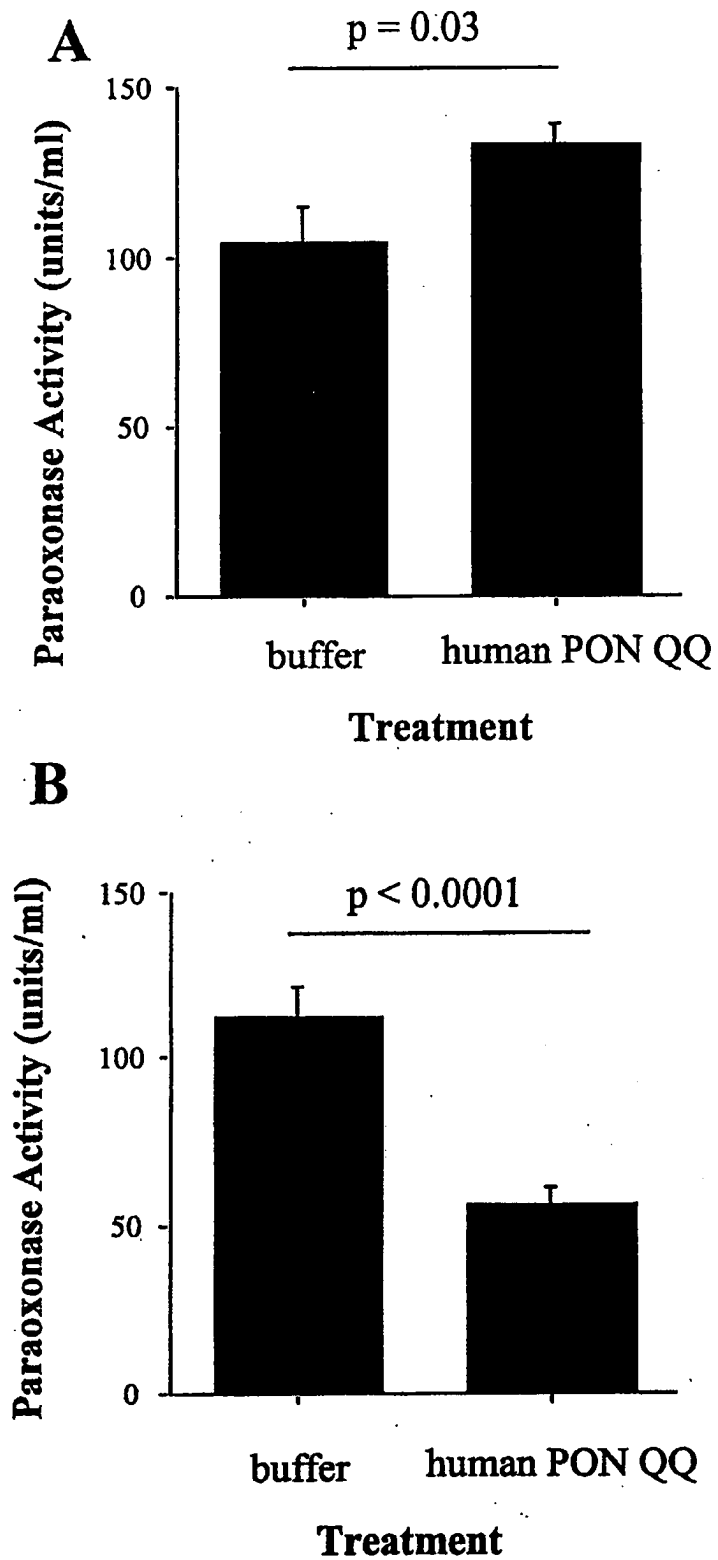 A
p = 0.03
Paraoxonase Activity (units/ml)
150
100
50
0
buffer human PON QQ
Treatment
B
p < 0.0001
Paraoxonase Activity (units/ml)
150
100
50
0
buffer human PON QQ
Treatment